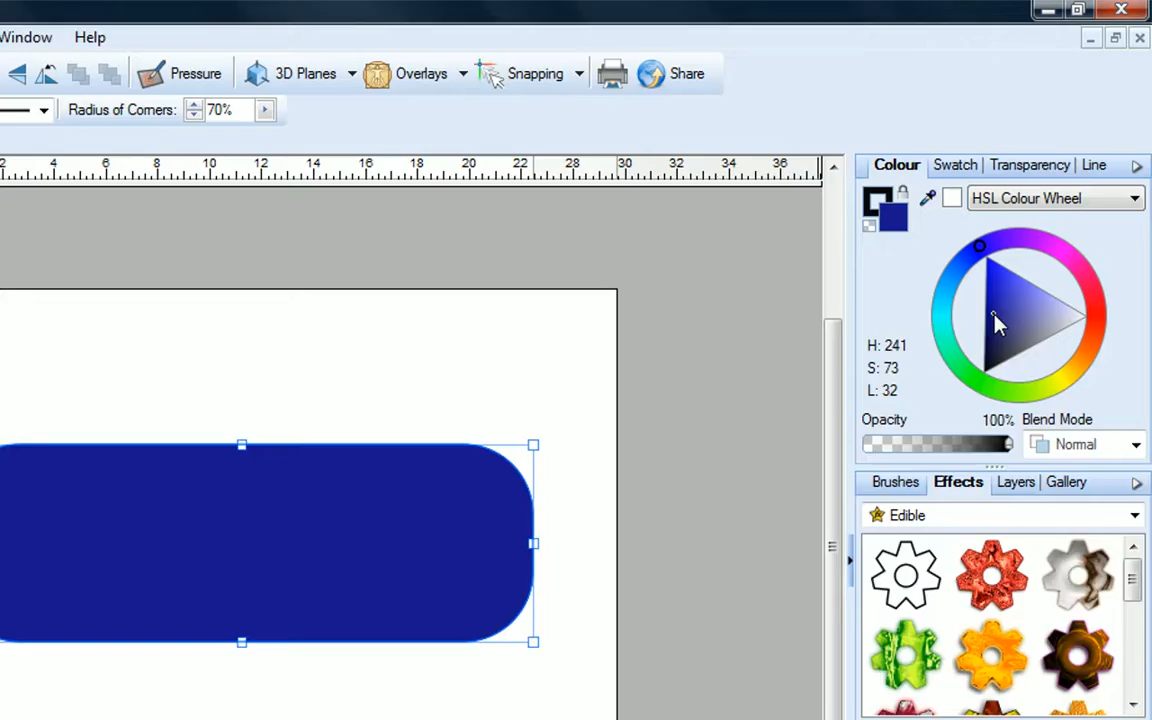 Window Help
Pressure 3D Planes Overlays Snapping Share
Radius of Corners: 70%
2 4 6 8 10 12 14 16 18 20 22 28 30 32 34 36
Colour Swatch Transparency Line
HSL Colour Wheel
H: 241
S: 73
L: 32
Opacity 100% Blend Mode
Normal
Brushes Effects Layers Gallery
Edible